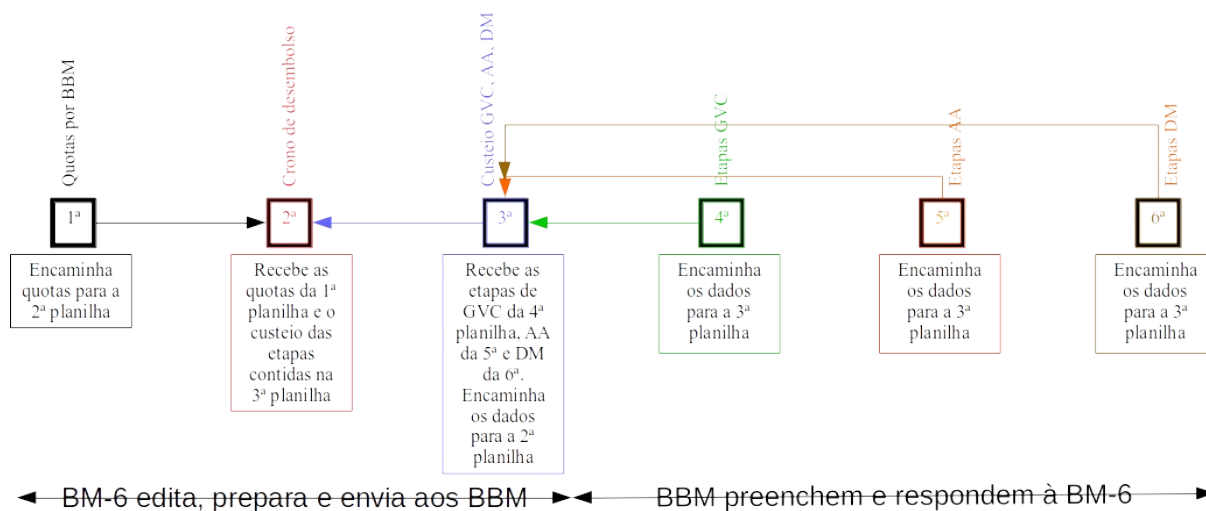 Quotas por BBM
Crono de desembolso
Custeio GVC, AA, DM
Etapas GVC
Etapas AA
Etapas DM
1ª
2ª
3ª
4ª
5ª
6ª
Encaminha
quotas para a
2ª planilha
Recebe as
quotas da 1ª
planilha e o
custeio das
etapas
contidas na
3ª planilha
Recebe as
etapas de
GVC da 4ª
planilha, AA
da 5ª e DM
da 6ª.
Encaminha
os dados
para a 2ª
planilha
Encaminha
os dados
para a 3ª
planilha
Encaminha
os dados
para a 3ª
planilha
Encaminha
os dados
para a 3ª
planilha
BM-6 edita, prepara e envia aos BBM
BBM preenchem e respondem à BM-6